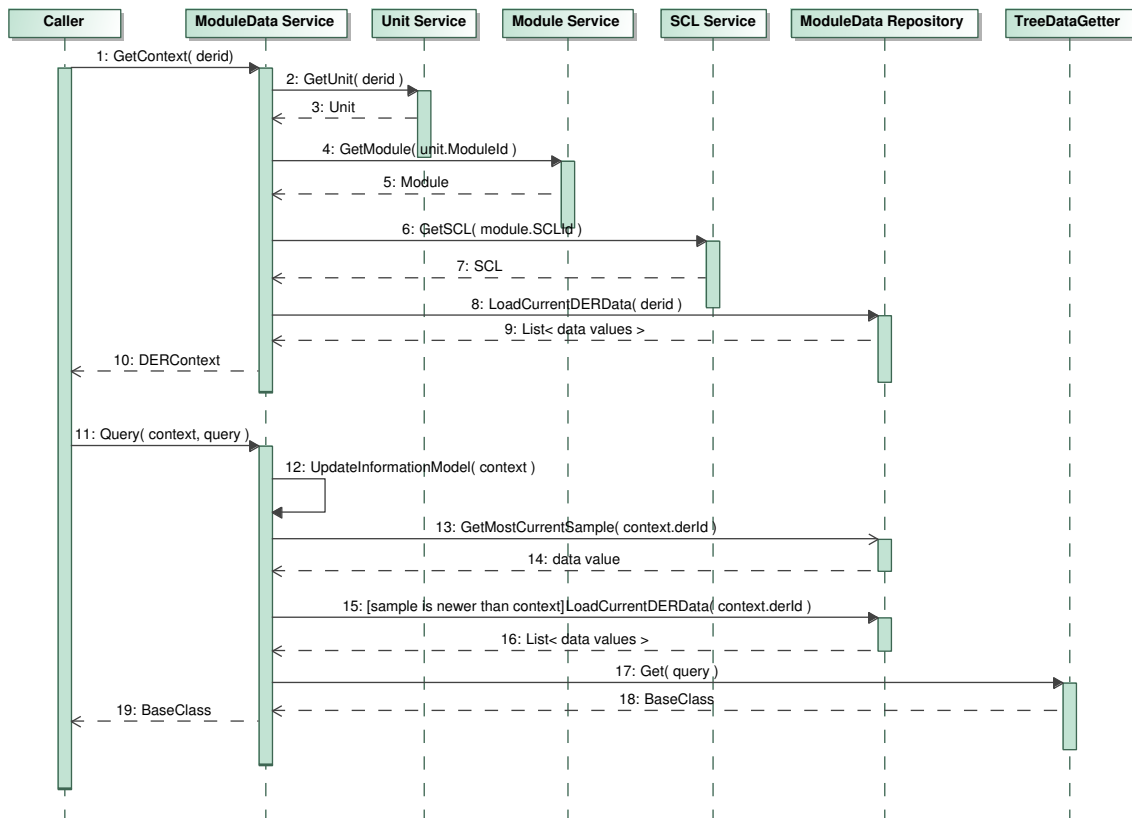 Caller
ModuleData Service
Unit Service
Module Service
SCL Service
ModuleData Repository
TreeDataGetter
1: GetContext( derid)
2: GetUnit( derid )
3: Unit
4: GetModule( unit.ModuleId )
5: Module
6: GetSCL( module.SCLId )
7: SCL
8: LoadCurrentDERData( derid )
9: List< data values >
10: DERContext
11: Query( context, query )
12: UpdateInformationModel( context )
13: GetMostCurrentSample( context.derId )
14: data value
15: [sample is newer than context]LoadCurrentDERData( context.derId )
16: List< data values >
17: Get( query )
18: BaseClass
19: BaseClass